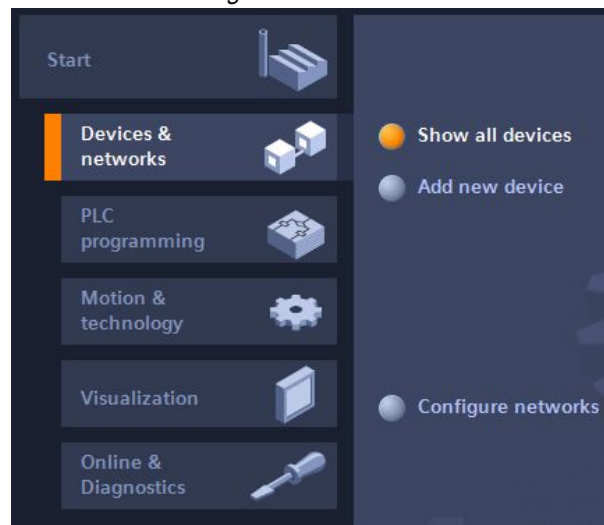 Start
Devices &
networks
PLC
programming
Motion &
technology
Visualization
Online &
Diagnostics
Show all devices
Add new device
Configure networks